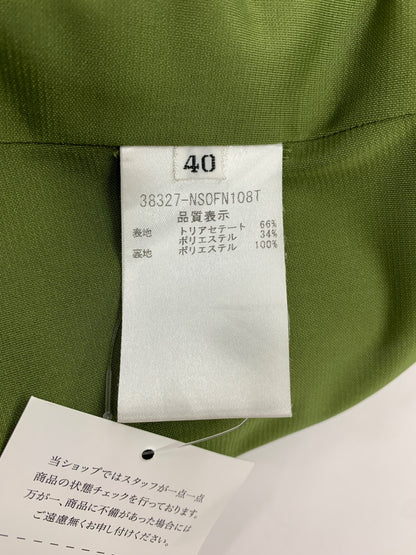 40
38327-NSOFN108T
品質表示
表地 トリアセテート 66%
ポリエステル 34%
裏地 ポリエステル 100%
当ショップではスタッフが一点一点
商品の状態チェックを行っております。
万が一、商品に不備があった場合には
ご遠慮無くお申し付けください。